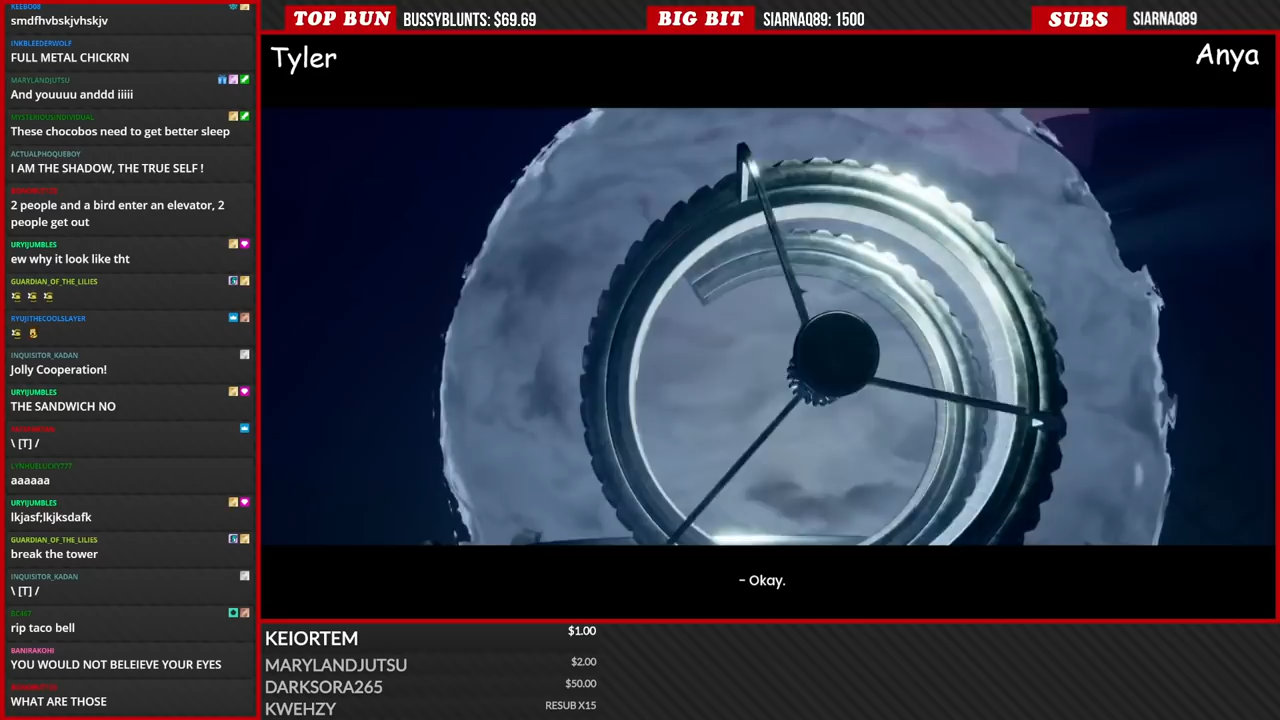 KEEBO08
smdfhvbskjvhskjv
INKBLEEDERWOLF
FULL METAL CHICKRN
MARYLANDJUTSU
And youuuu anddd iiiii
MYSTERIOUSINDIVIDUAL
These chocobos need to get better sleep
ACTUALPHOQUEBOY
I AM THE SHADOW, THE TRUE SELF !
2 people and a bird enter an elevator, 2
people get out
URYIJUMBLES
ew why it look like tht
GUARDIAN_OF_THE_LILIES
RYUJITHECOOLSLAYER
INQUISITOR_KADAN
Jolly Cooperation!
URYIJUMBLES
THE SANDWICH NO
\ [T] /
LYNHUELUCKY777
aaaaaa
URYIJUMBLES
lkjasf;lkjksdafk
GUARDIAN_OF_THE_LILIES
break the tower
INQUISITOR_KADAN
\ [T] /
rip taco bell
BANIRAKOHI
YOU WOULD NOT BELEIEVE YOUR EYES
WHAT ARE THOSE
TOP BUN BUSSYBLUNTS: $69.69
BIG BIT SIARNAQ89: 1500
SUBS SIARNAQ89
Tyler
Anya
- Okay.
KEIORTEM $1.00
MARYLANDJUTSU $2.00
DARKSORA265 $50.00
KWEHZY RESUB X15